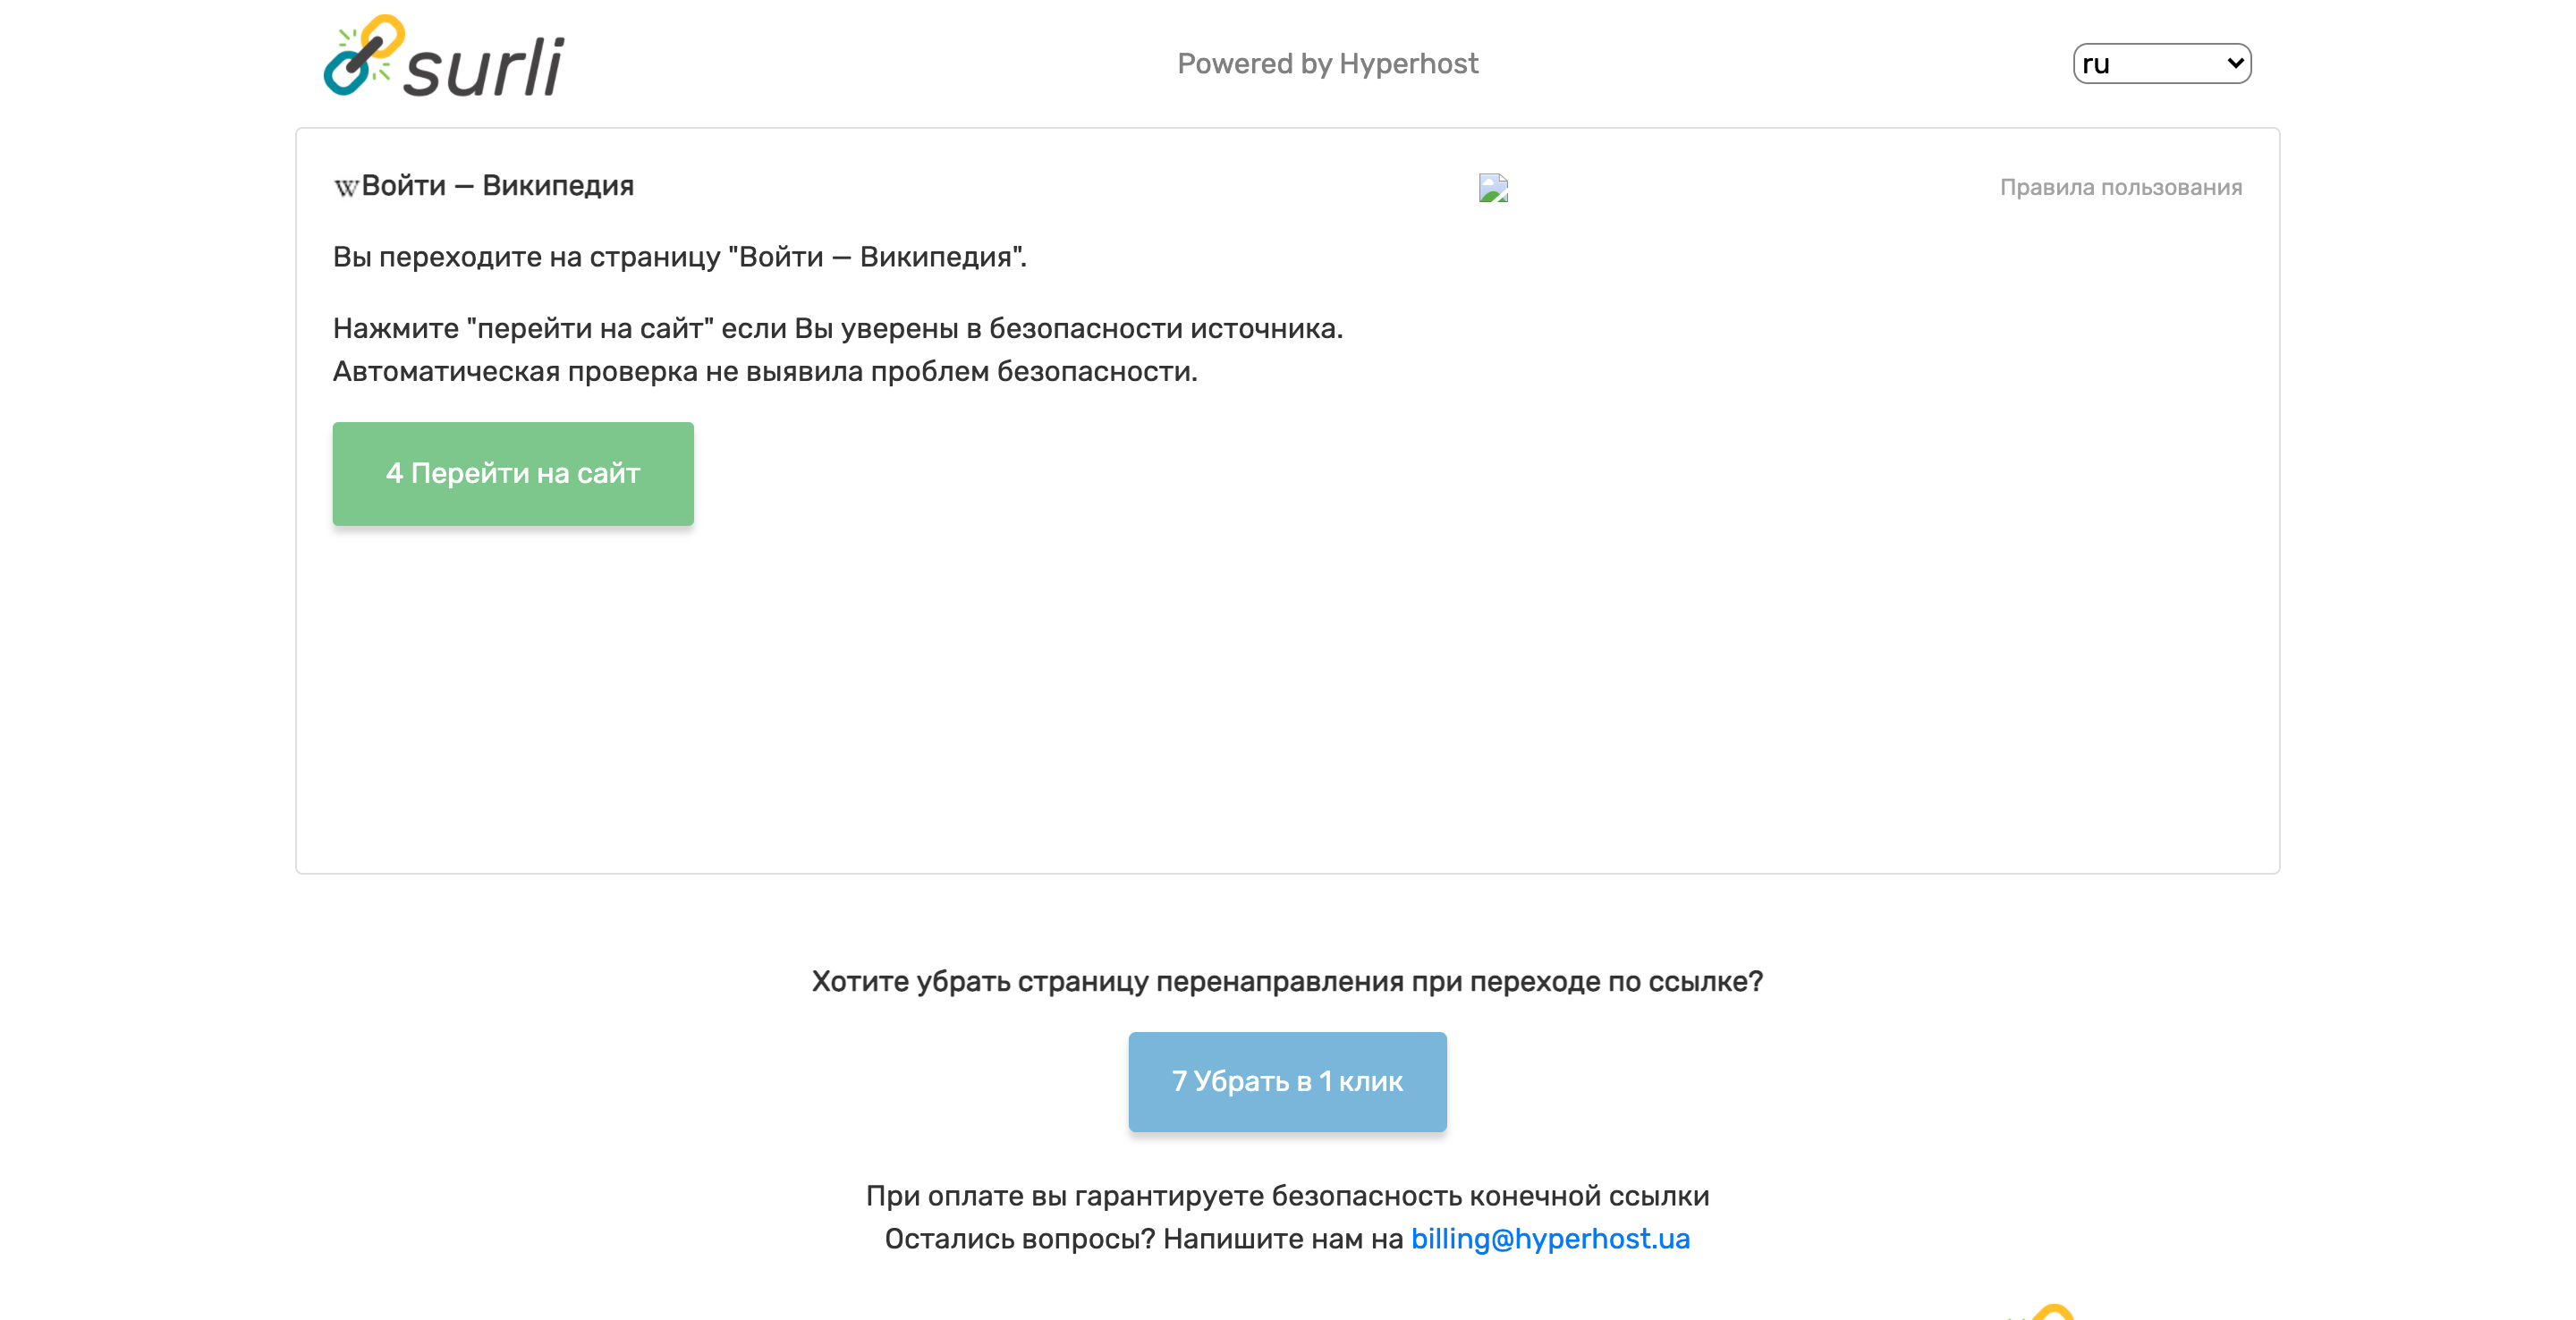 surli
Powered by Hyperhost
ru
Войти — Википедия
Правила пользования
Вы переходите на страницу "Войти — Википедия".
Нажмите "перейти на сайт" если Вы уверены в безопасности источника.
Автоматическая проверка не выявила проблем безопасности.
4 Перейти на сайт
Хотите убрать страницу перенаправления при переходе по ссылке?
7 Убрать в 1 клик
При оплате вы гарантируете безопасность конечной ссылки
Остались вопросы? Напишите нам на billing@hyperhost.ua